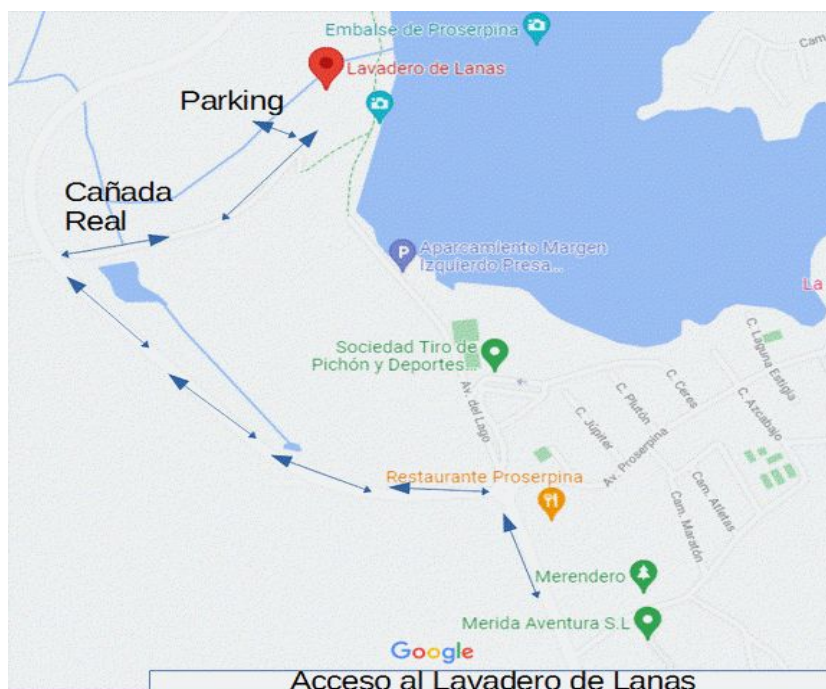 Embalse de Proserpina
Cam
Lavadero de Lanas
Parking
Cañada
Real
P
Aparcamiento Margen
Izquierdo Presa...
La
Sociedad Tiro de
Pichón y Deportes...
C. Laguna Estigia
C. Ceres
C. Plutón
C. Azcabajo
C. Júpiter
Av. del Lago
Av. Proserpina
Restaurante Proserpina
Cam. Atletas
Cam. Maratón
Merendero
Merida Aventura S.L
Google
Acceso al Lavadero de Lanas